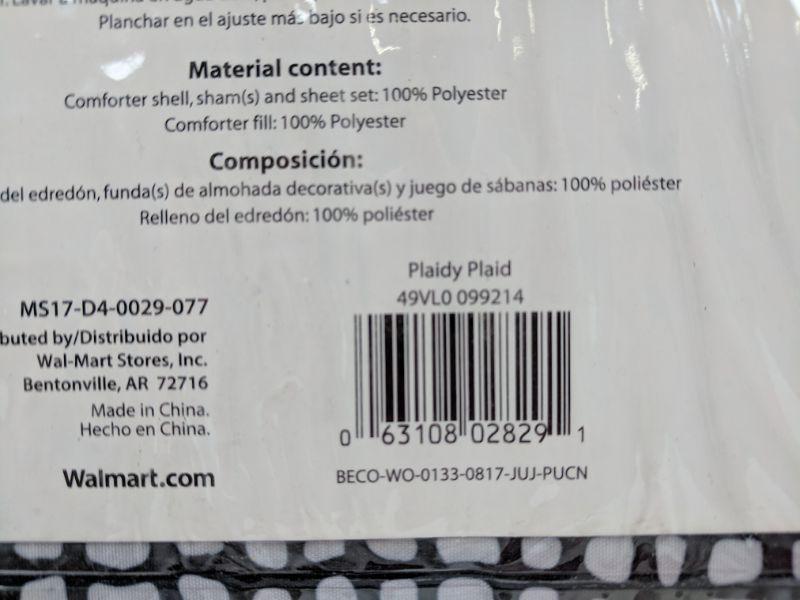 Planchar en el ajuste más bajo si es necesario.
Material content:
Comforter shell, sham(s) and sheet set: 100% Polyester
Comforter fill: 100% Polyester
Composición:
del edredón, funda(s) de almohada decorativa(s) y juego de sábanas: 100% poliéster
Relleno del edredón: 100% poliéster
MS17-D4-0029-077
buted by/Distribuido por
Wal-Mart Stores, Inc.
Bentonville, AR 72716
Made in China.
Hecho en China.
Walmart.com
Plaidy Plaid
49VL0 099214
0 63108 02829 1
BECO-WO-0133-0817-JUJ-PUCN